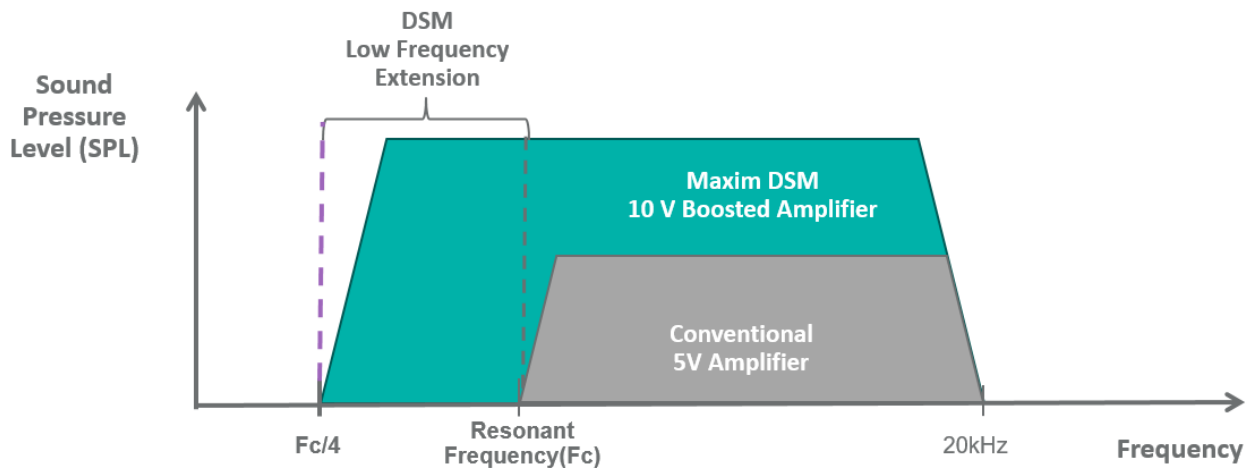 DSM
Low Frequency
Extension
Sound
Pressure
Level (SPL)
Maxim DSM
10 V Boosted Amplifier
Conventional
5V Amplifier
Fc/4
Resonant
Frequency(Fc)
20kHz
Frequency